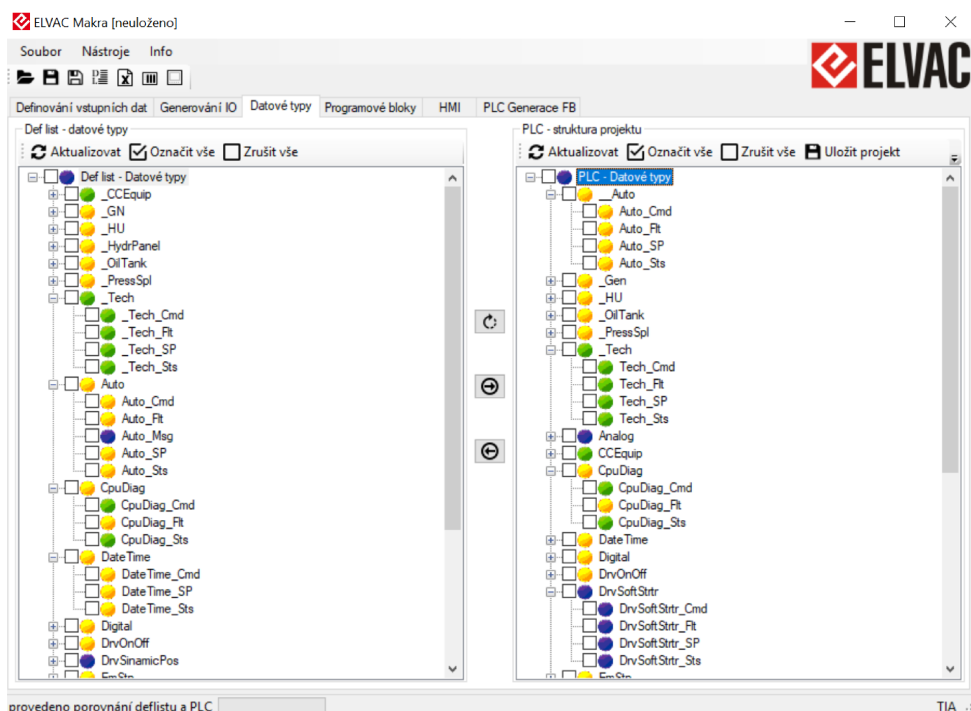 ELVAC Makra [neuloženo]
Soubor Nástroje Info
ELVAC
Definování vstupních dat Generování IO Datové typy Programové bloky HMI PLC Generace FB
Def list - datové typy
Aktualizovat Označit vše Zrušit vše
Def list - Datové typy
_CCEquip
_GN
_HU
_HydrPanel
_OilTank
_PressSpl
_Tech
_Tech_Cmd
_Tech_Flt
_Tech_SP
_Tech_Sts
Auto
Auto_Cmd
Auto_Flt
Auto_Msg
Auto_SP
Auto_Sts
CpuDiag
CpuDiag_Cmd
CpuDiag_Flt
CpuDiag_Sts
DateTime
DateTime_Cmd
DateTime_SP
DateTime_Sts
Digital
DrvOnOff
DrvSinamicPos
EmStp
PLC - struktura projektu
Aktualizovat Označit vše Zrušit vše Uložit projekt
PLC - Datové typy
__Auto
Auto_Cmd
Auto_Flt
Auto_SP
Auto_Sts
_Gen
_HU
_OilTank
_PressSpl
_Tech
Tech_Cmd
Tech_Flt
Tech_SP
Tech_Sts
Analog
CCEquip
CpuDiag
CpuDiag_Cmd
CpuDiag_Flt
CpuDiag_Sts
DateTime
Digital
DrvOnOff
DrvSoftStrtr
DrvSoftStrtr_Cmd
DrvSoftStrtr_Flt
DrvSoftStrtr_SP
DrvSoftStrtr_Sts
EmStp
provedeno porovnání deflistu a PLC TIA